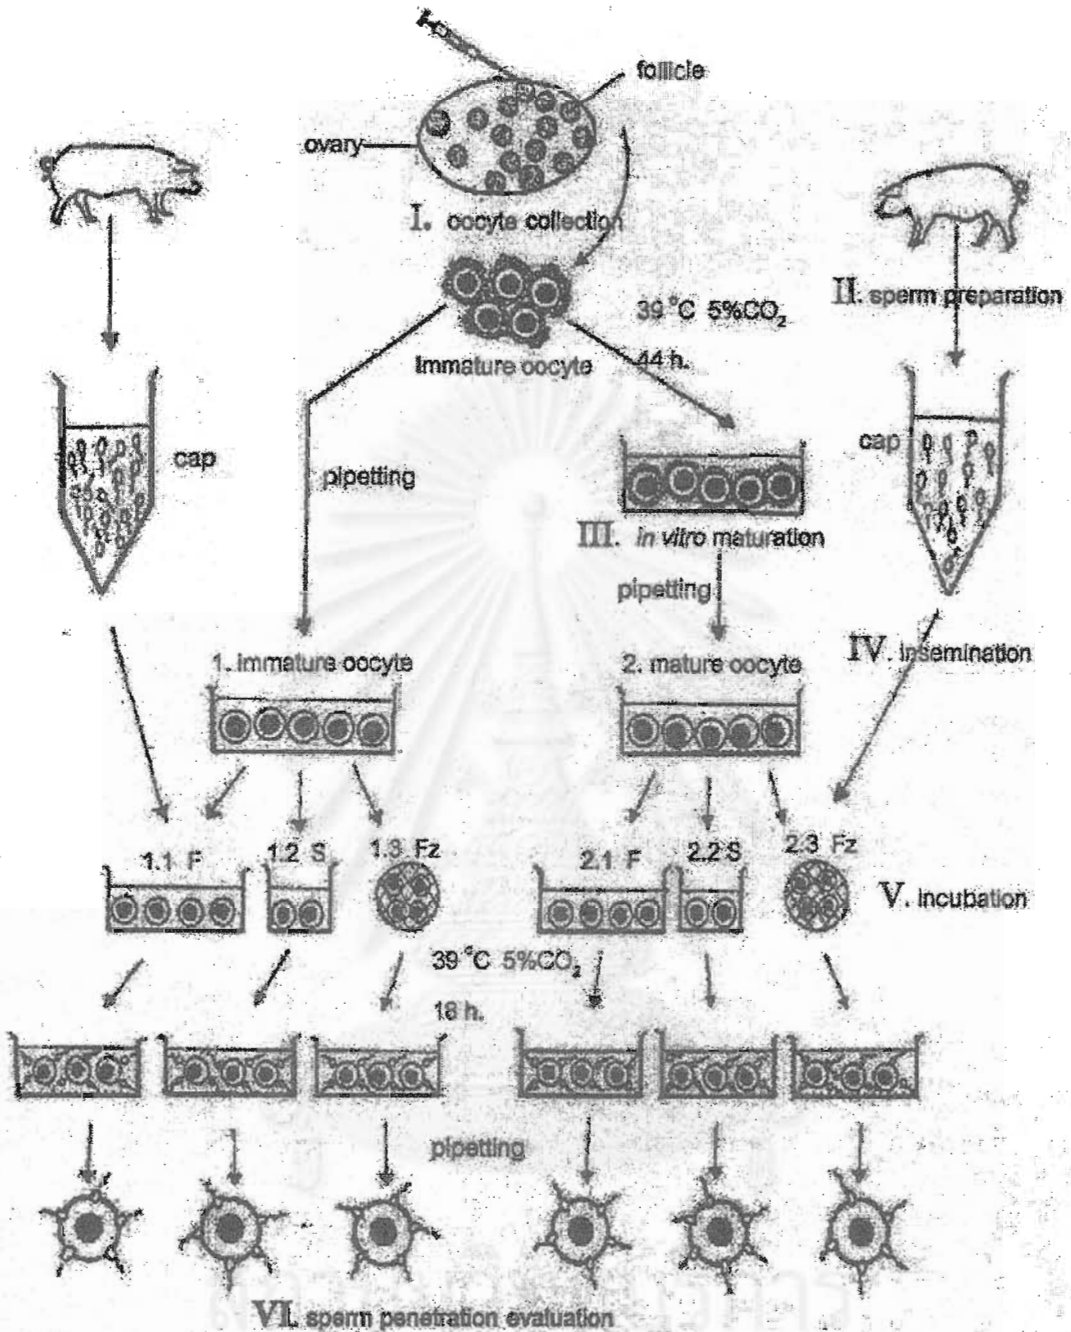 follicle
ovary
I. oocyte collection
39 °C 5%CO₂
II. sperm preparation
immature oocyte
44 h.
cap
cap
pipetting
III. in vitro maturation
pipetting
1. immature oocyte
2. mature oocyte
IV. insemination
1.1 F
1.2 S
1.3 Fz
2.1 F
2.2 S
2.3 Fz
V. incubation
39 °C 5%CO₂
18 h.
pipetting
VI. sperm penetration evaluation